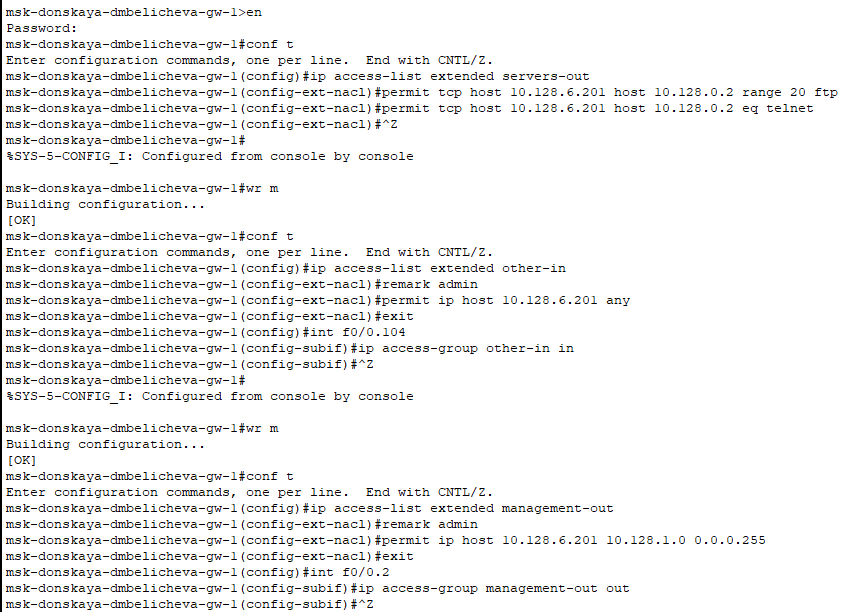 msk-donskaya-dmbelicheva-gw-1>en
Password:
msk-donskaya-dmbelicheva-gw-1#conf t
Enter configuration commands, one per line.  End with CNTL/Z.
msk-donskaya-dmbelicheva-gw-1(config)#ip access-list extended servers-out
msk-donskaya-dmbelicheva-gw-1(config-ext-nacl)#permit tcp host 10.128.6.201 host 10.128.0.2 range 20 ftp
msk-donskaya-dmbelicheva-gw-1(config-ext-nacl)#permit tcp host 10.128.6.201 host 10.128.0.2 eq telnet
msk-donskaya-dmbelicheva-gw-1(config-ext-nacl)#^Z
msk-donskaya-dmbelicheva-gw-1#
%SYS-5-CONFIG_I: Configured from console by console

msk-donskaya-dmbelicheva-gw-1#wr m
Building configuration...
[OK]
msk-donskaya-dmbelicheva-gw-1#conf t
Enter configuration commands, one per line.  End with CNTL/Z.
msk-donskaya-dmbelicheva-gw-1(config)#ip access-list extended other-in
msk-donskaya-dmbelicheva-gw-1(config-ext-nacl)#remark admin
msk-donskaya-dmbelicheva-gw-1(config-ext-nacl)#permit ip host 10.128.6.201 any
msk-donskaya-dmbelicheva-gw-1(config-ext-nacl)#exit
msk-donskaya-dmbelicheva-gw-1(config)#int f0/0.104
msk-donskaya-dmbelicheva-gw-1(config-subif)#ip access-group other-in in
msk-donskaya-dmbelicheva-gw-1(config-subif)#^Z
msk-donskaya-dmbelicheva-gw-1#
%SYS-5-CONFIG_I: Configured from console by console

msk-donskaya-dmbelicheva-gw-1#wr m
Building configuration...
[OK]
msk-donskaya-dmbelicheva-gw-1#conf t
Enter configuration commands, one per line.  End with CNTL/Z.
msk-donskaya-dmbelicheva-gw-1(config)#ip access-list extended management-out
msk-donskaya-dmbelicheva-gw-1(config-ext-nacl)#remark admin
msk-donskaya-dmbelicheva-gw-1(config-ext-nacl)#permit ip host 10.128.6.201 10.128.1.0 0.0.0.255
msk-donskaya-dmbelicheva-gw-1(config-ext-nacl)#exit
msk-donskaya-dmbelicheva-gw-1(config)#int f0/0.2
msk-donskaya-dmbelicheva-gw-1(config-subif)#ip access-group management-out out
msk-donskaya-dmbelicheva-gw-1(config-subif)#^Z